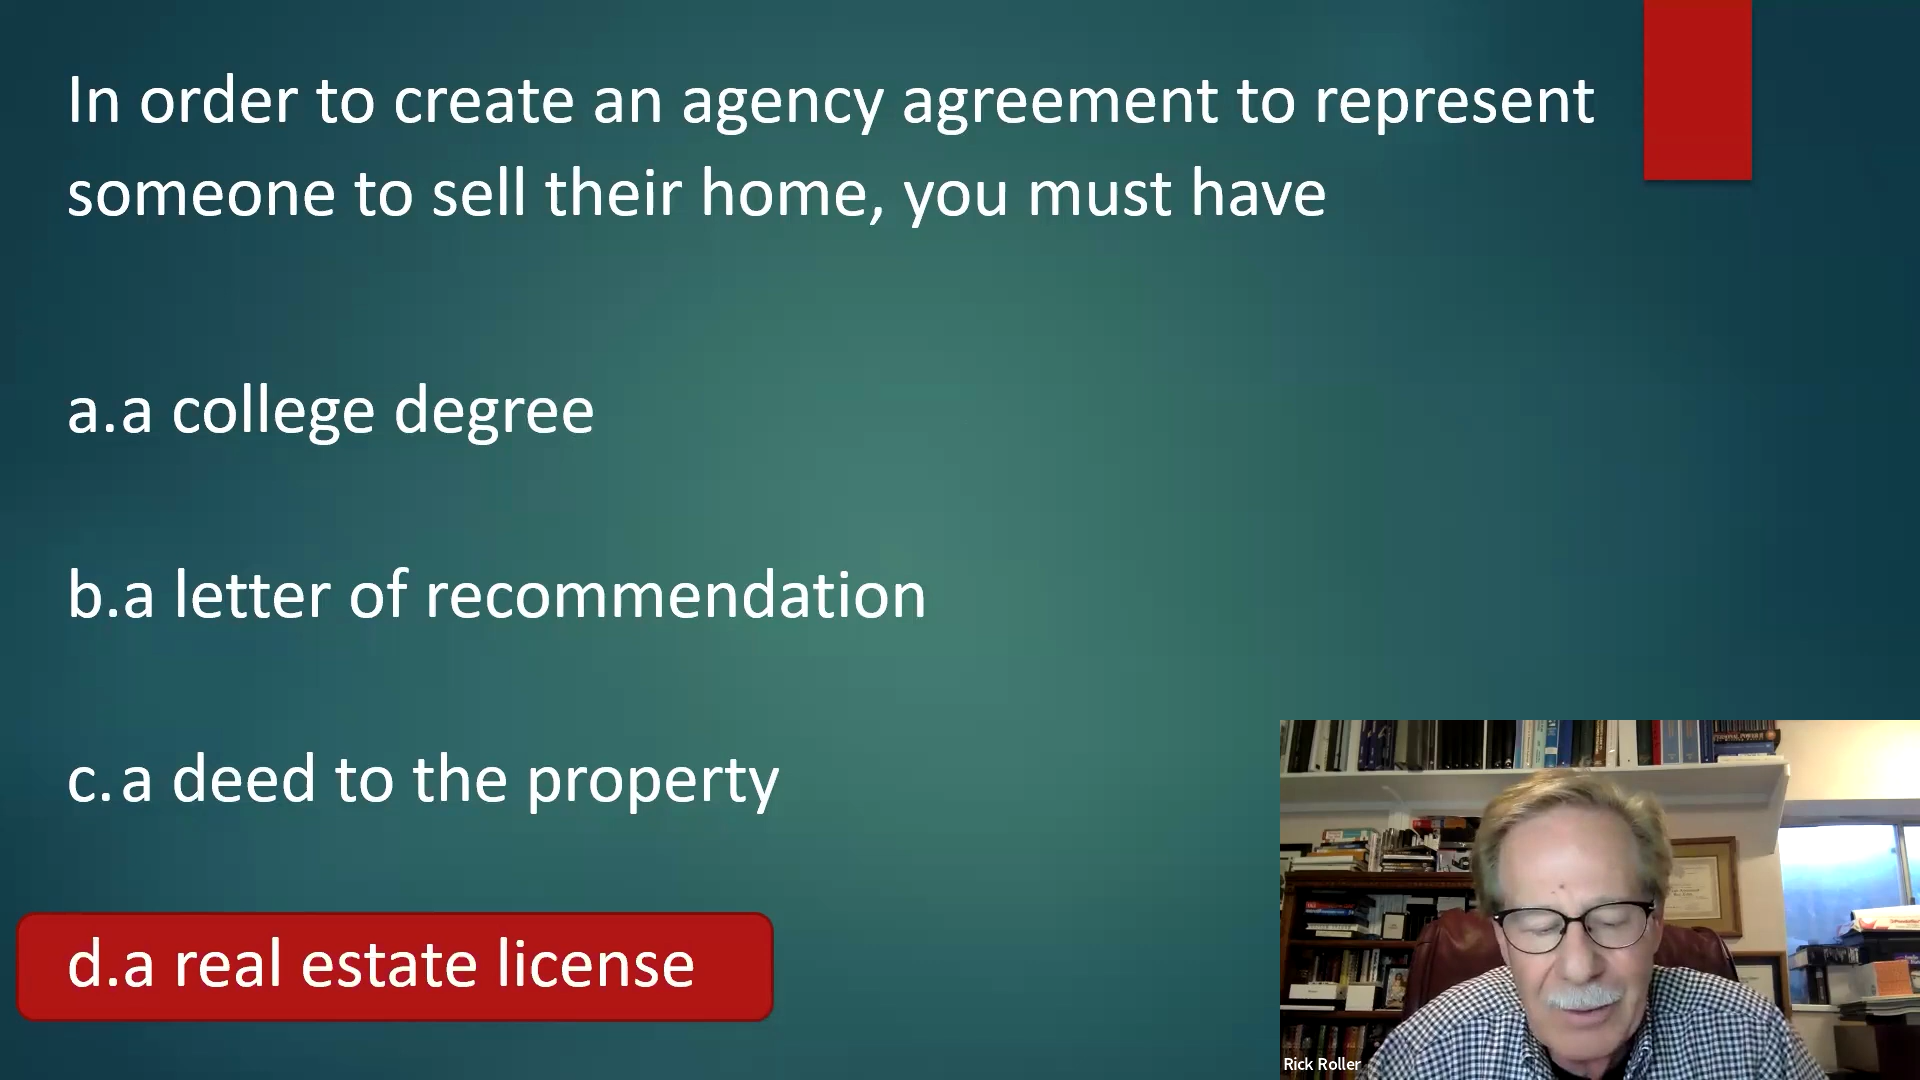 In order to create an agency agreement to represent
someone to sell their home, you must have
a.a college degree
b.a letter of recommendation
c.a deed to the property
d.a real estate license
Rick Roller